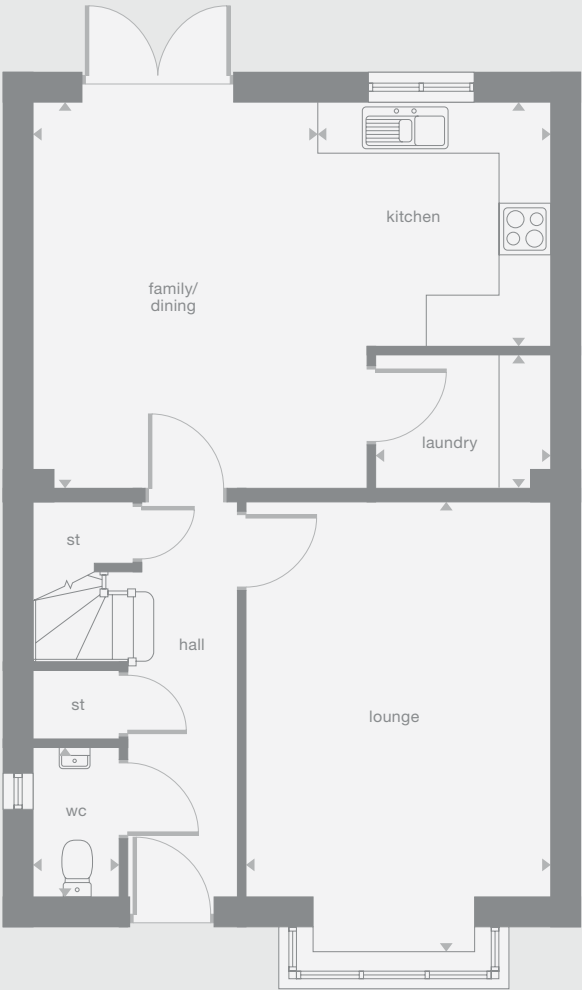 kitchen
family/
dining
laundry
st
hall
st
lounge
wc